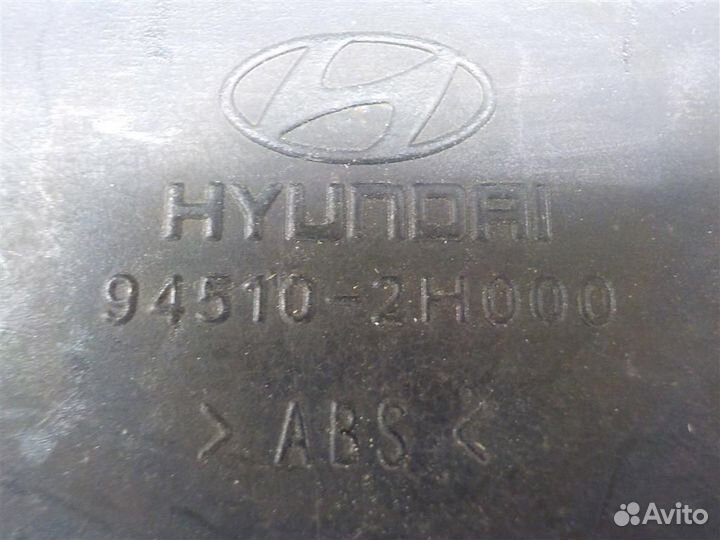 HYUNDAI
94510-2H000
> ABS <
Avito